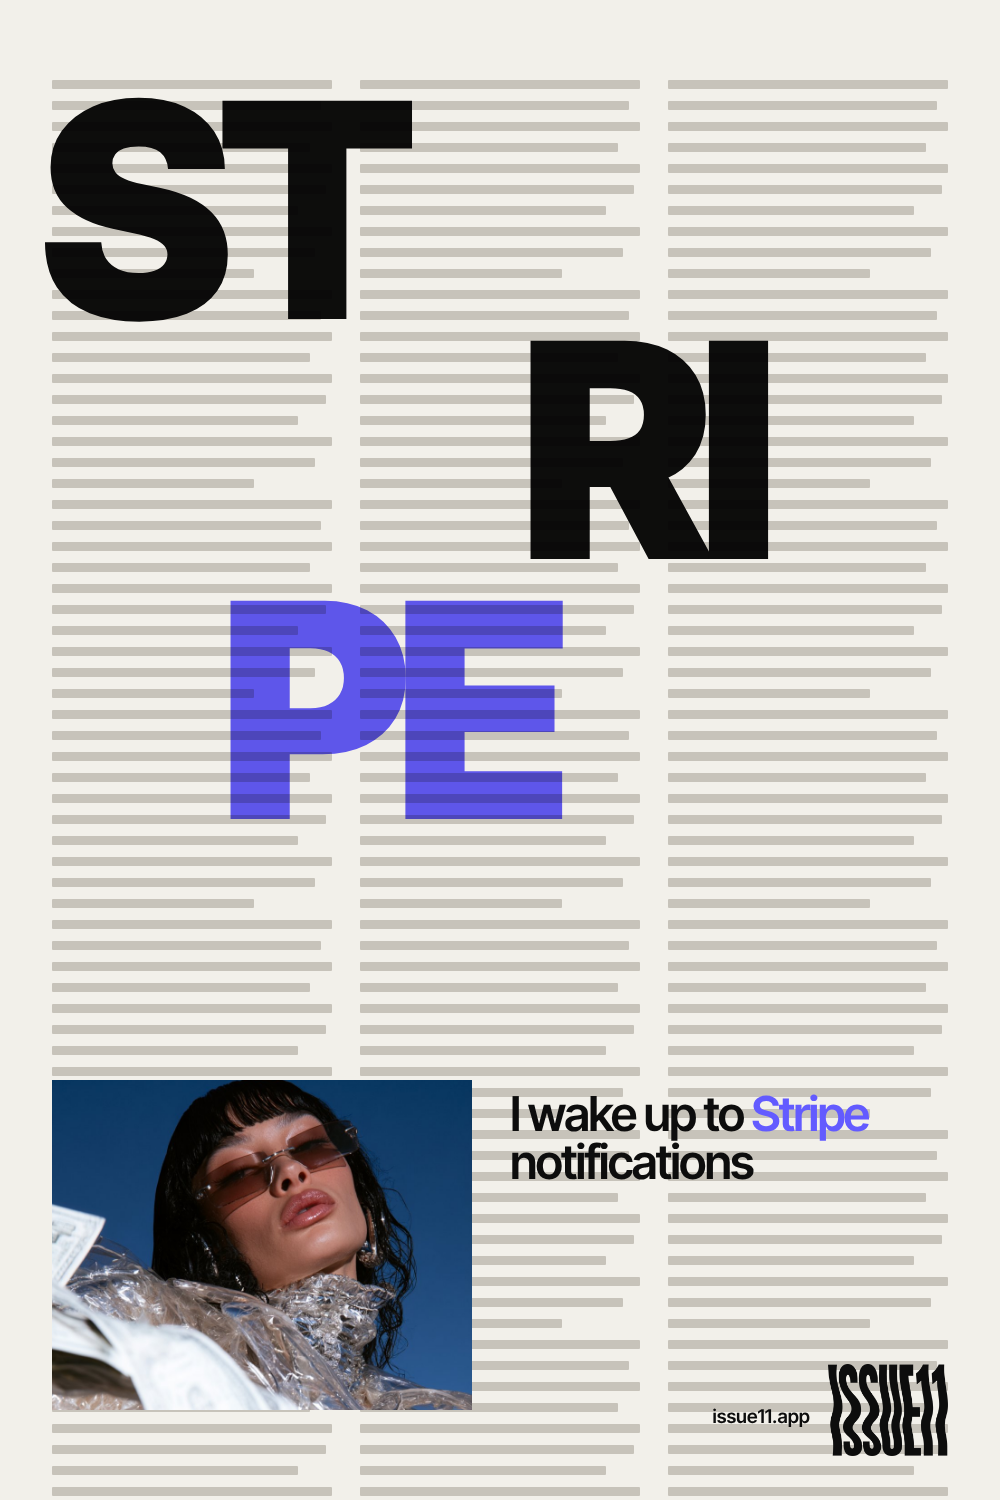 ST
RI
PE
I wake up to Stripe
notifications
issue11.app
ISSUE11